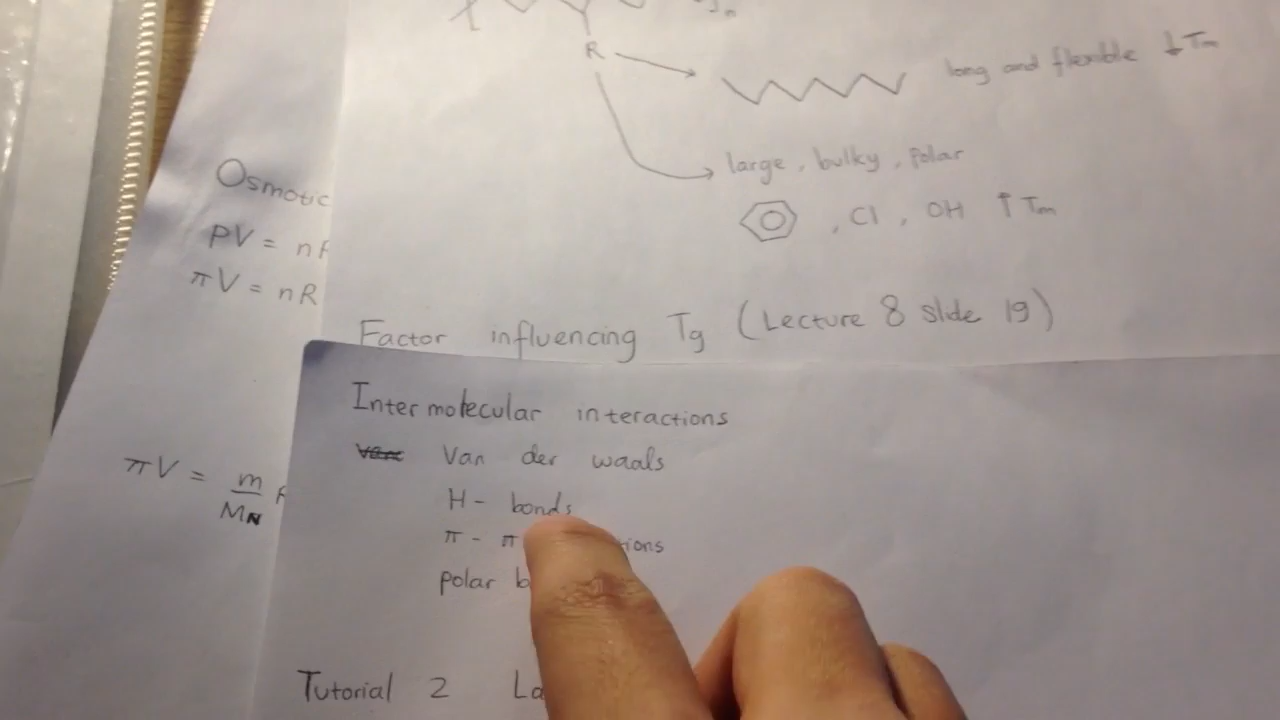 R
long and flexible ↓Tm
large, bulky, polar
, Cl, OH ↑Tm
Osmotic
PV = n
πV = nR
Factor influencing Tg (Lecture 8 slide 19)
Intermolecular interactions
Van der waals
H - bonds
π - π
polar
πV = m/MN
Tutorial 2